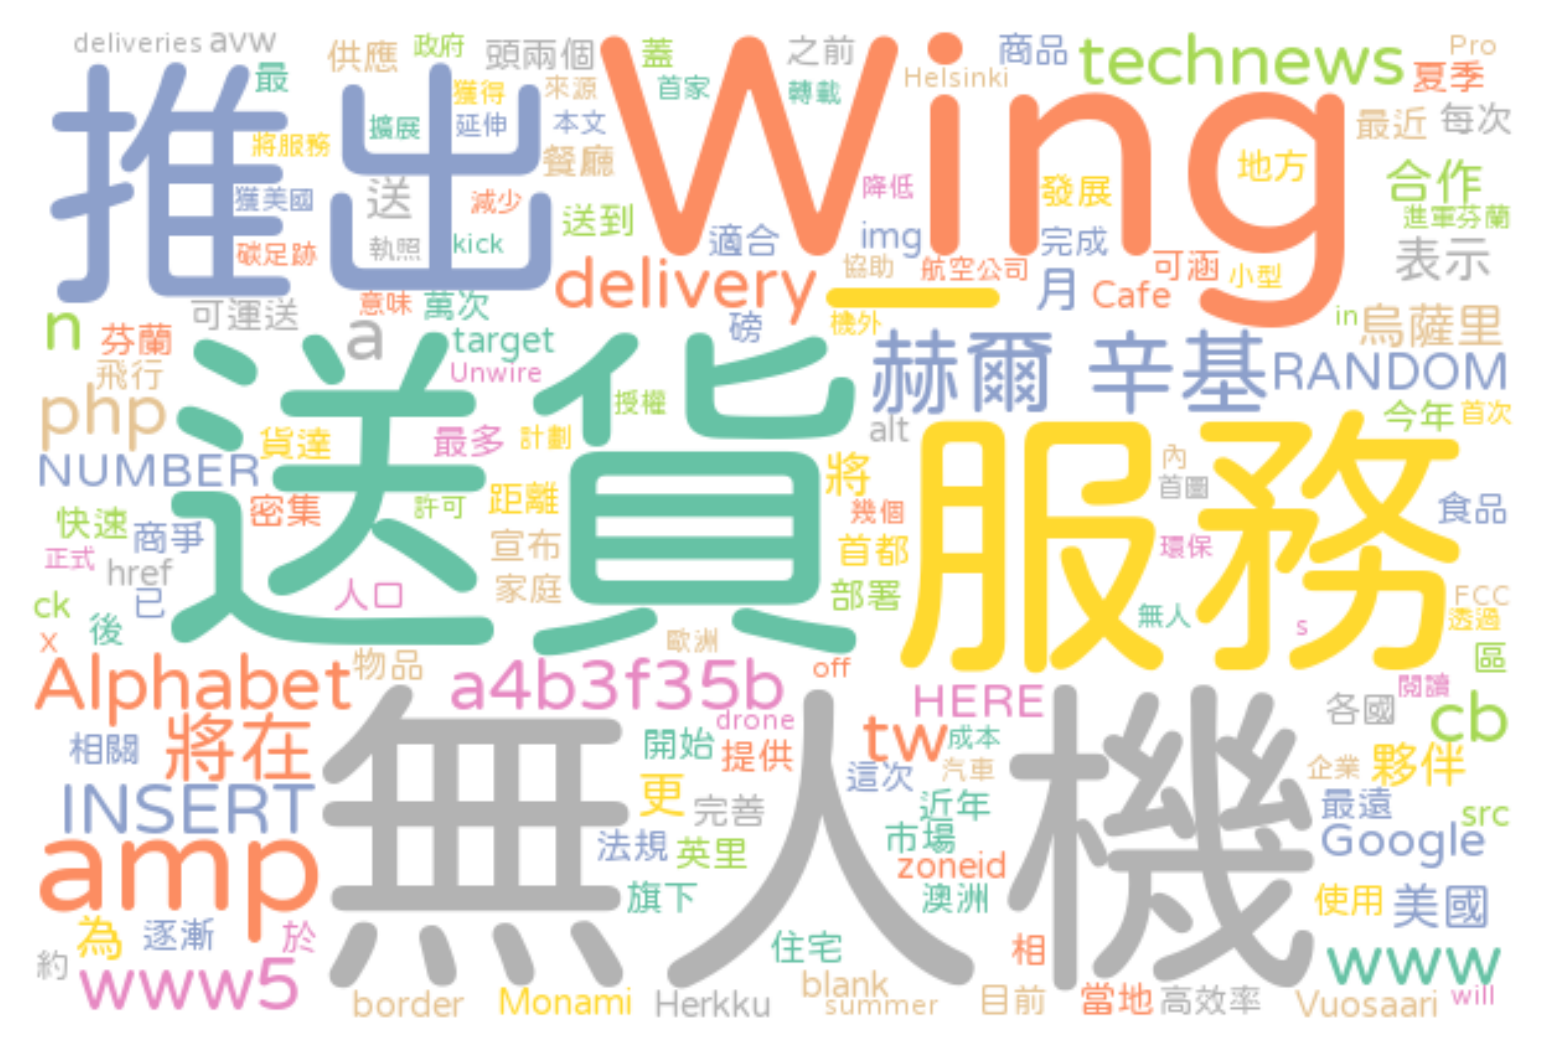 deliveries avw 供應 政府 頭兩個 蓋 之前 商品 technews Pro
最 獲得 來源 首家 轉載 Helsinki 夏季
推出 Wing
將服務 擴展 延伸 本文 最近 每次
餐廳 地方 合作
獲美國 送 減少 送到 降低 發展 進軍芬蘭
碳足跡 執照 kick 適合 img 完成 表示
delivery 一 協助 航空公司 月 Cafe 可涵 小型
可運送 意味 萬次 磅 機外 in 烏薩里
n 芬蘭 a target 赫爾 辛基 RANDOM
飛行 Unwire
php 授權 alt 今年 首次
送貨 服務
NUMBER 貨達 最多 計劃 將 內 首圖
快速 商爭 密集 許可 距離 幾個 食品
正式 href 宣布 首都 環保
ck 已 人口 家庭 部署 無人 FCC
x 後 歐洲 s 透過
Alphabet 物品 a4b3f35b off HERE 區
閱讀
相關 將在 開始 drone 提供 tw 成本 各國 cb
無人機
INSERT 更 完善 這次 汽車 企業 夥伴
近年 最遠 src
amp 法規 英里 市場 Google
旗下 zoneid 澳洲 使用 美國
為 逐漸 於 住宅 相 www
約 www5 border Monami Herkku blank summer 目前 當地 高效率 Vuosaari will